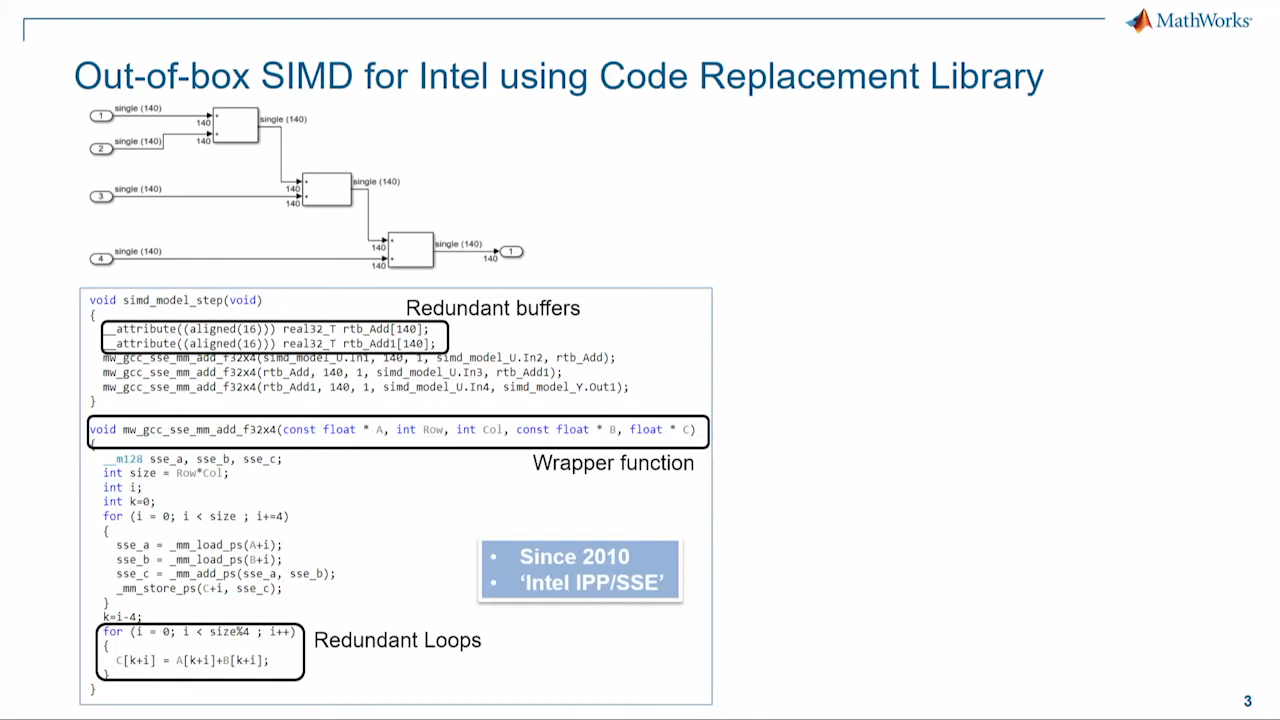 MathWorks
Out-of-box SIMD for Intel using Code Replacement Library
1
single (140)
140
+
single (140)
2
single (140)
140
+
3
single (140)
140
+
140
+
single (140)
4
single (140)
140
+
140
+
single (140)
140
1
void simd_model_step(void)
Redundant buffers
{
__attribute((aligned(16))) real32_T rtb_Add[140];
__attribute((aligned(16))) real32_T rtb_Add1[140];
mw_gcc_sse_mm_add_f32x4(simd_model_U.In1, 140, 1, simd_model_U.In2, rtb_Add);
mw_gcc_sse_mm_add_f32x4(rtb_Add, 140, 1, simd_model_U.In3, rtb_Add1);
mw_gcc_sse_mm_add_f32x4(rtb_Add1, 140, 1, simd_model_U.In4, simd_model_Y.Out1);
}
void mw_gcc_sse_mm_add_f32x4(const float * A, int Row, int Col, const float * B, float * C)
{
Wrapper function
__m128 sse_a, sse_b, sse_c;
int size = Row*Col;
int i;
int k=0;
for (i = 0; i < size ; i+=4)
{
sse_a = _mm_load_ps(A+i);
sse_b = _mm_load_ps(B+i);
sse_c = _mm_add_ps(sse_a, sse_b);
_mm_store_ps(C+i, sse_c);
}
• Since 2010
• ‘Intel IPP/SSE’
k=i-4;
for (i = 0; i < size%4 ; i++)
Redundant Loops
{
C[k+i] = A[k+i]+B[k+i];
}
}
3